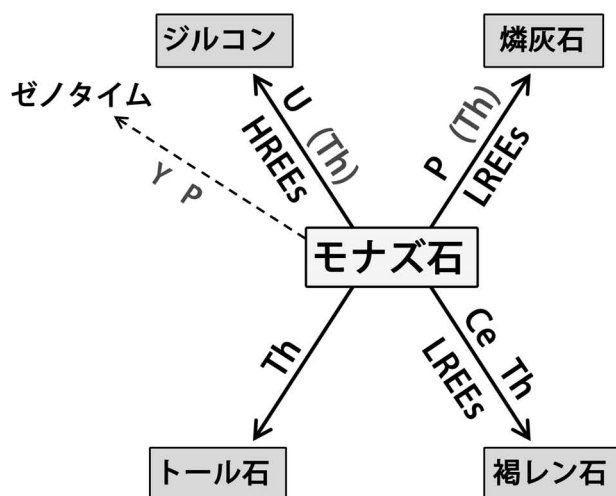 ジルコン
燐灰石
ゼノタイム
U (Th)
HREEs
P (Th)
LREEs
Y P
モナズ石
Th
Ce Th
LREEs
トール石
褐レン石